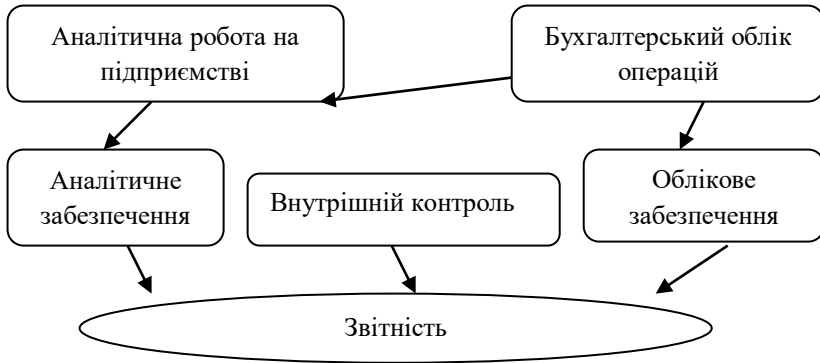 Аналітична робота на
підприємстві
Бухгалтерський облік
операцій
Аналітичне
забезпечення
Внутрішній контроль
Облікове
забезпечення
Звітність